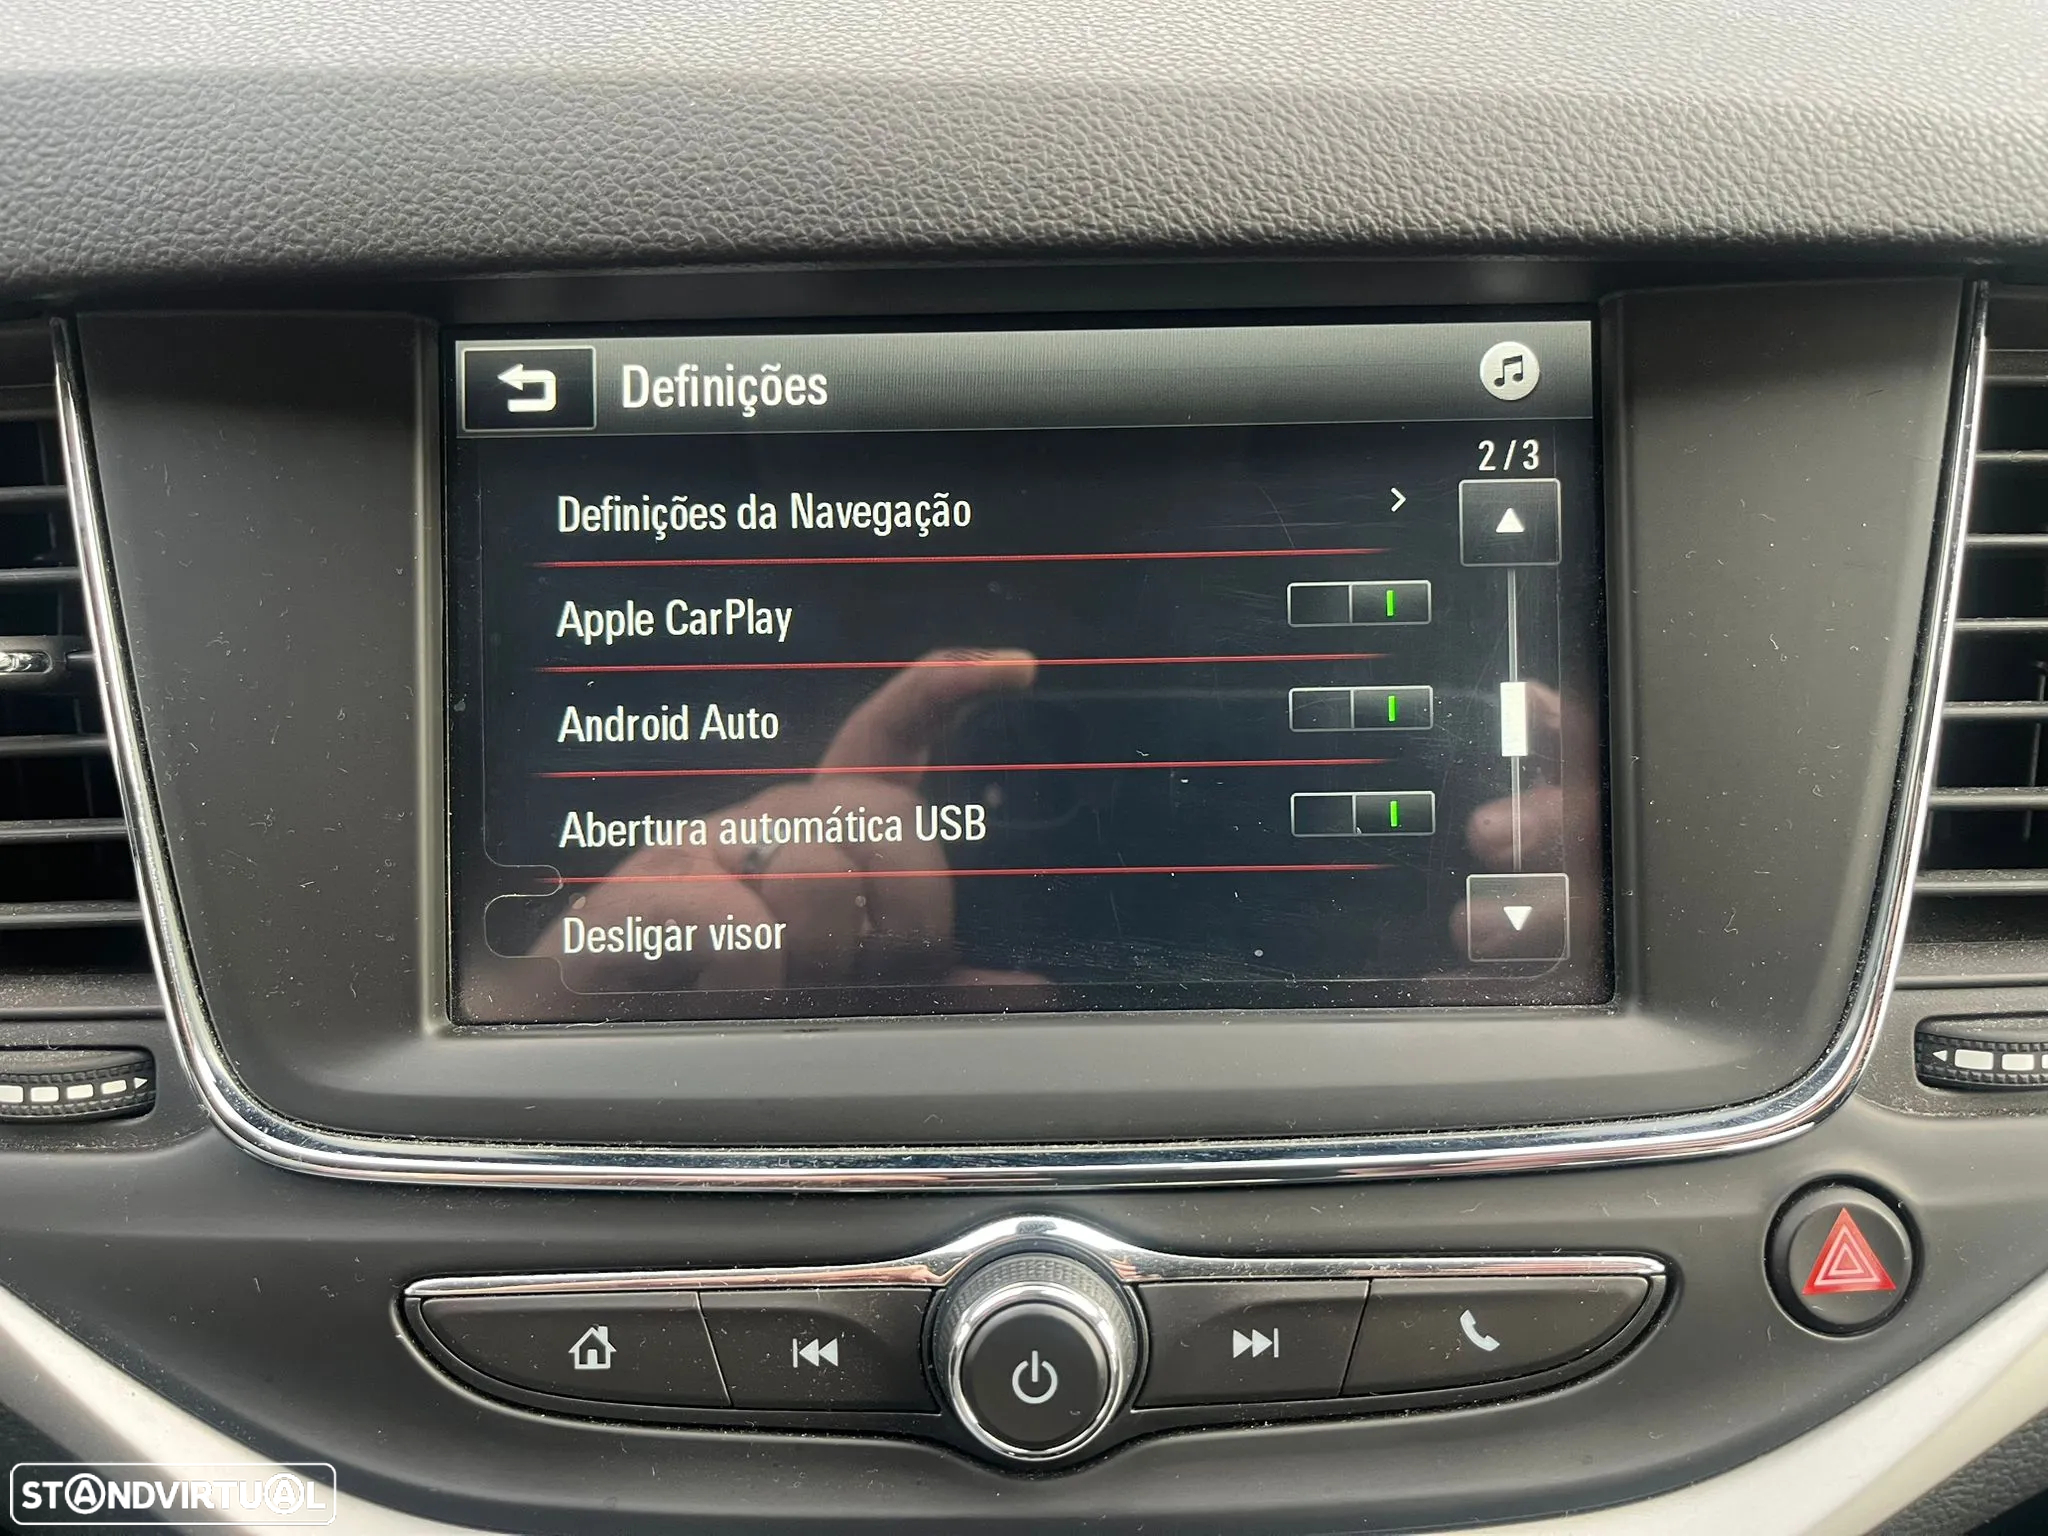 Definições
2/3
Definições da Navegação
Apple CarPlay
Android Auto
Abertura automática USB
Desligar visor
STANDVIRTUAL